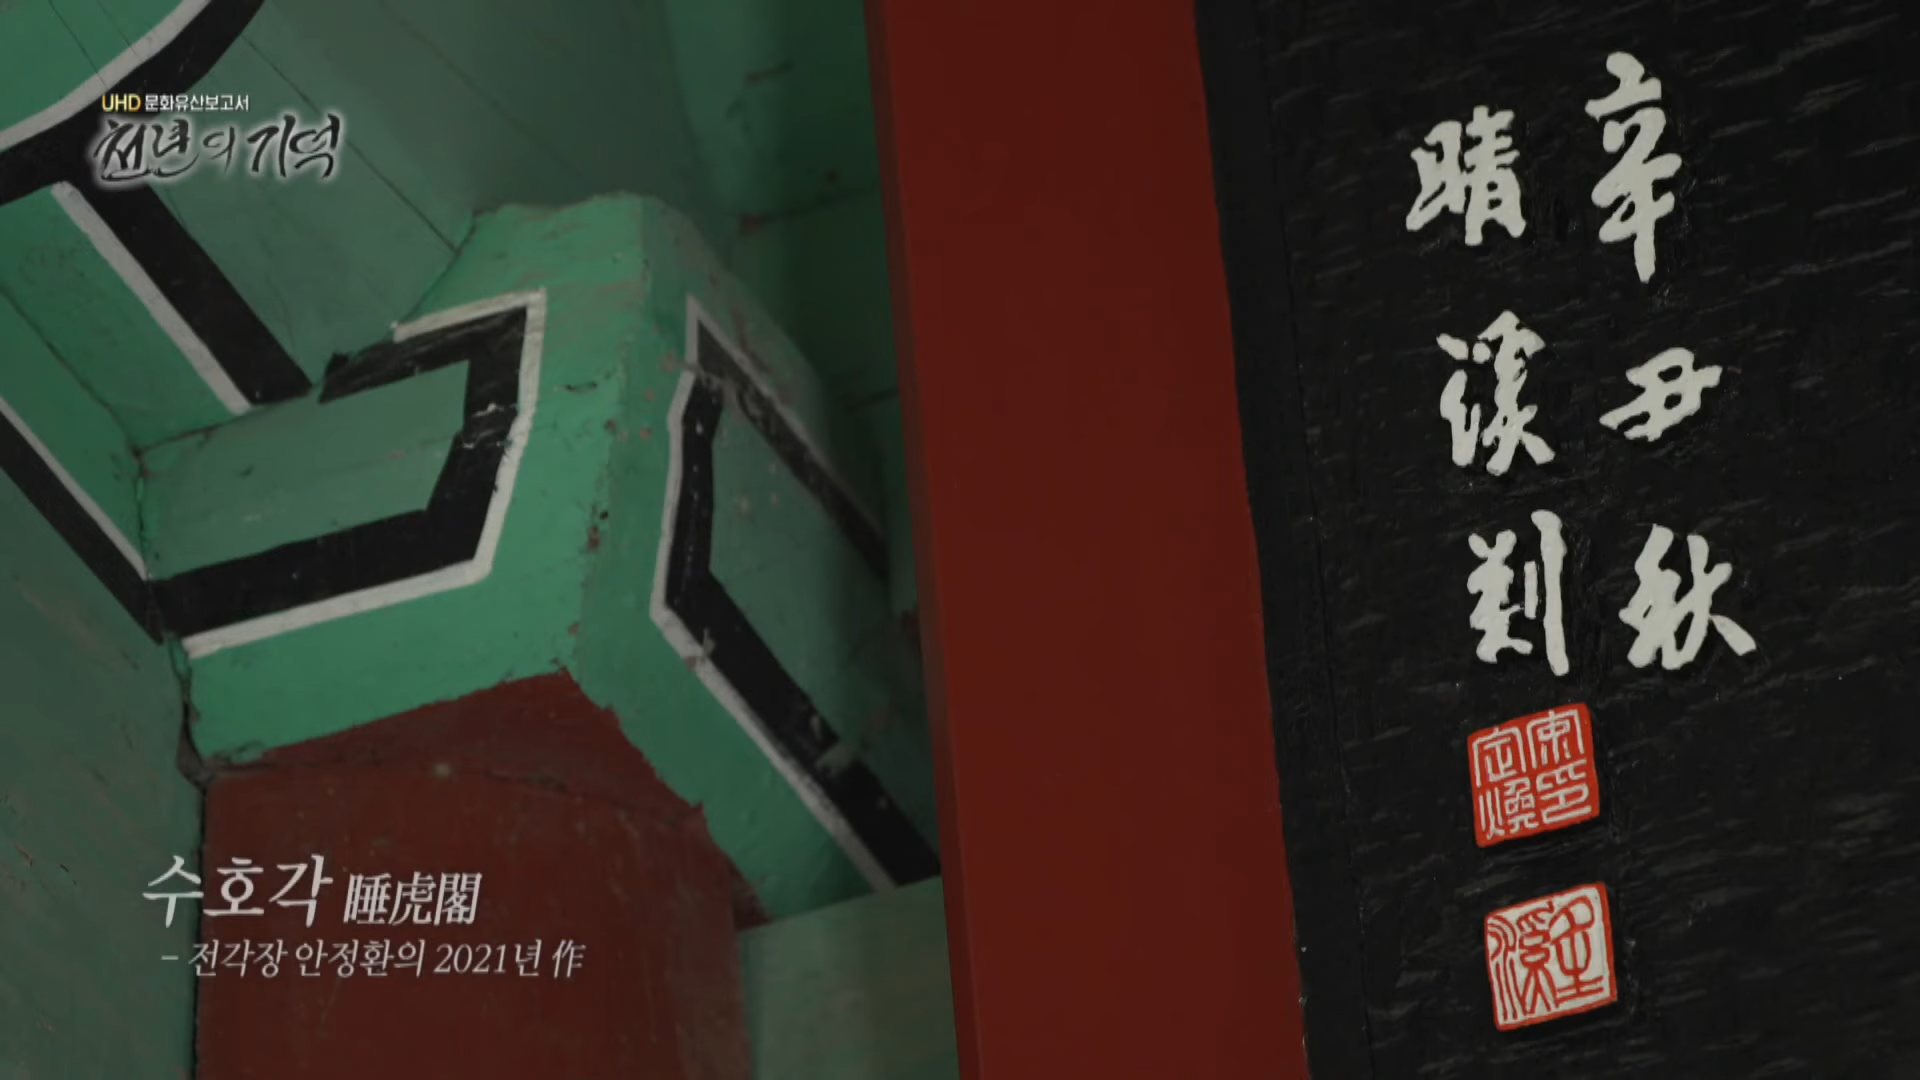 UHD 문화유산보고서
천년의 기억
辛丑秋
晴溪刻
수호각 睡虎閣
- 전각장 안정환의 2021년 作